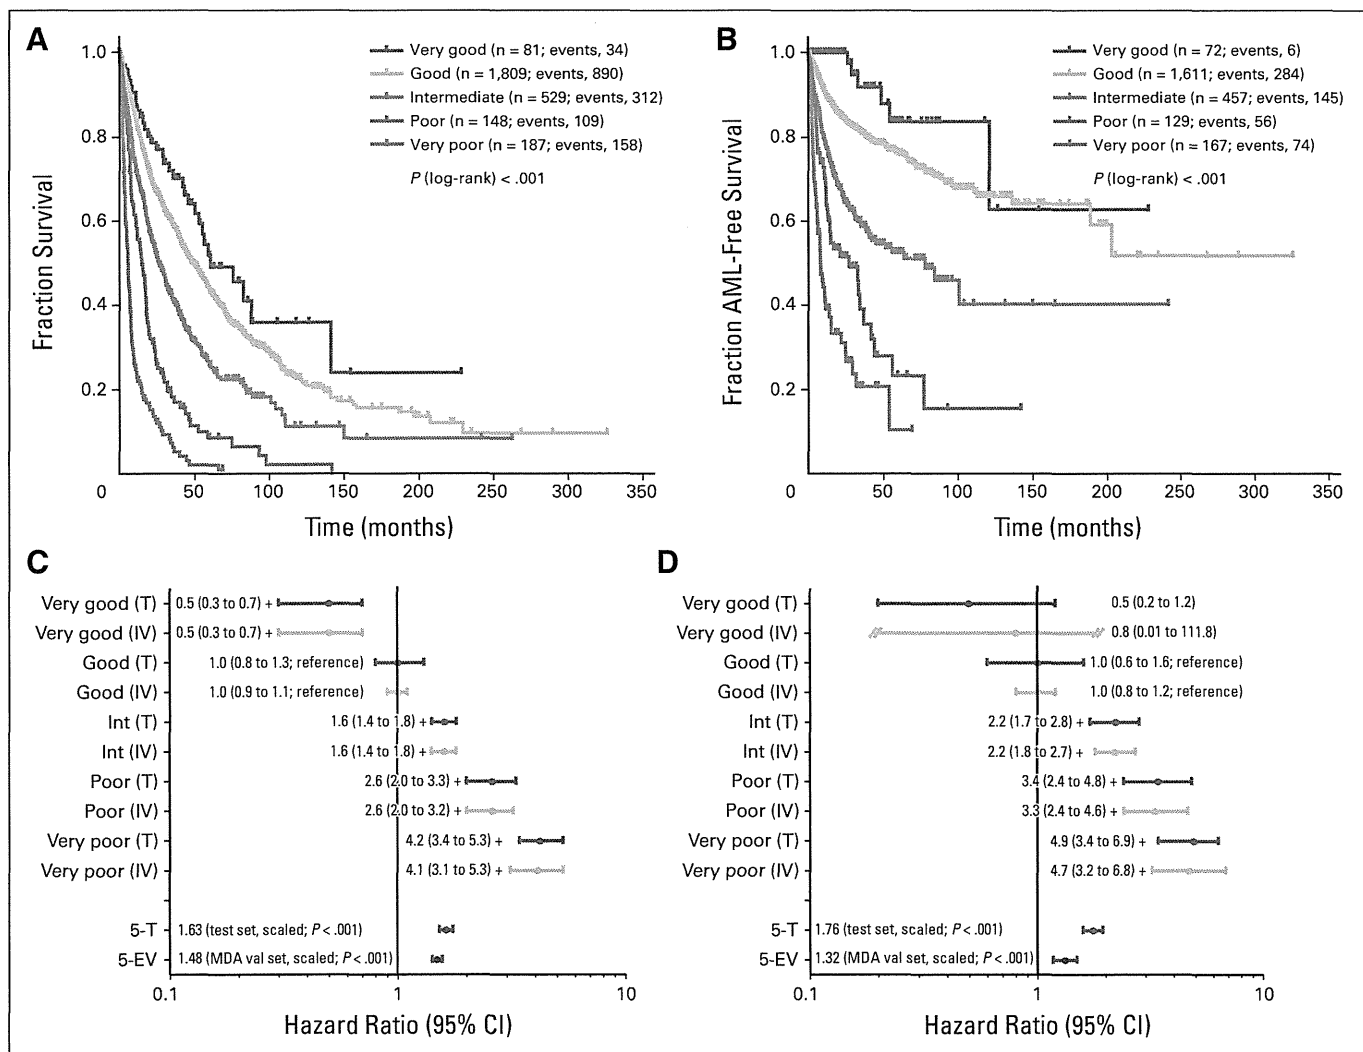 A
Fraction Survival
1.0
0.8
0.6
0.4
0.2
0
50
100
150
200
250
300
350
Time (months)
Very good (n = 81; events, 34)
Good (n = 1,809; events, 890)
Intermediate (n = 529; events, 312)
Poor (n = 148; events, 109)
Very poor (n = 187; events, 158)
P (log-rank) < .001
B
Fraction AML-Free Survival
1.0
0.8
0.6
0.4
0.2
0
50
100
150
200
250
300
350
Time (months)
Very good (n = 72; events, 6)
Good (n = 1,611; events, 284)
Intermediate (n = 457; events, 145)
Poor (n = 129; events, 56)
Very poor (n = 167; events, 74)
P (log-rank) < .001
C
Very good (T) 0.5 (0.3 to 0.7) +
Very good (IV) 0.5 (0.3 to 0.7) +
Good (T) 1.0 (0.8 to 1.3; reference)
Good (IV) 1.0 (0.9 to 1.1; reference)
Int (T) 1.6 (1.4 to 1.8) +
Int (IV) 1.6 (1.4 to 1.8) +
Poor (T) 2.6 (2.0 to 3.3) +
Poor (IV) 2.6 (2.0 to 3.2) +
Very poor (T) 4.2 (3.4 to 5.3) +
Very poor (IV) 4.1 (3.1 to 5.3) +
5-T 1.63 (test set, scaled; P < .001)
5-EV 1.48 (MDA val set, scaled; P < .001)
0.1
1
10
Hazard Ratio (95% CI)
D
Very good (T) 0.5 (0.2 to 1.2)
Very good (IV) 0.8 (0.01 to 111.8)
Good (T) 1.0 (0.6 to 1.6; reference)
Good (IV) 1.0 (0.8 to 1.2; reference)
Int (T) 2.2 (1.7 to 2.8) +
Int (IV) 2.2 (1.8 to 2.7) +
Poor (T) 3.4 (2.4 to 4.8) +
Poor (IV) 3.3 (2.4 to 4.6) +
Very poor (T) 4.9 (3.4 to 6.9) +
Very poor (IV) 4.7 (3.2 to 6.8) +
5-T 1.76 (test set, scaled; P < .001)
5-EV 1.32 (MDA val set, scaled; P < .001)
0.1
1
10
Hazard Ratio (95% CI)